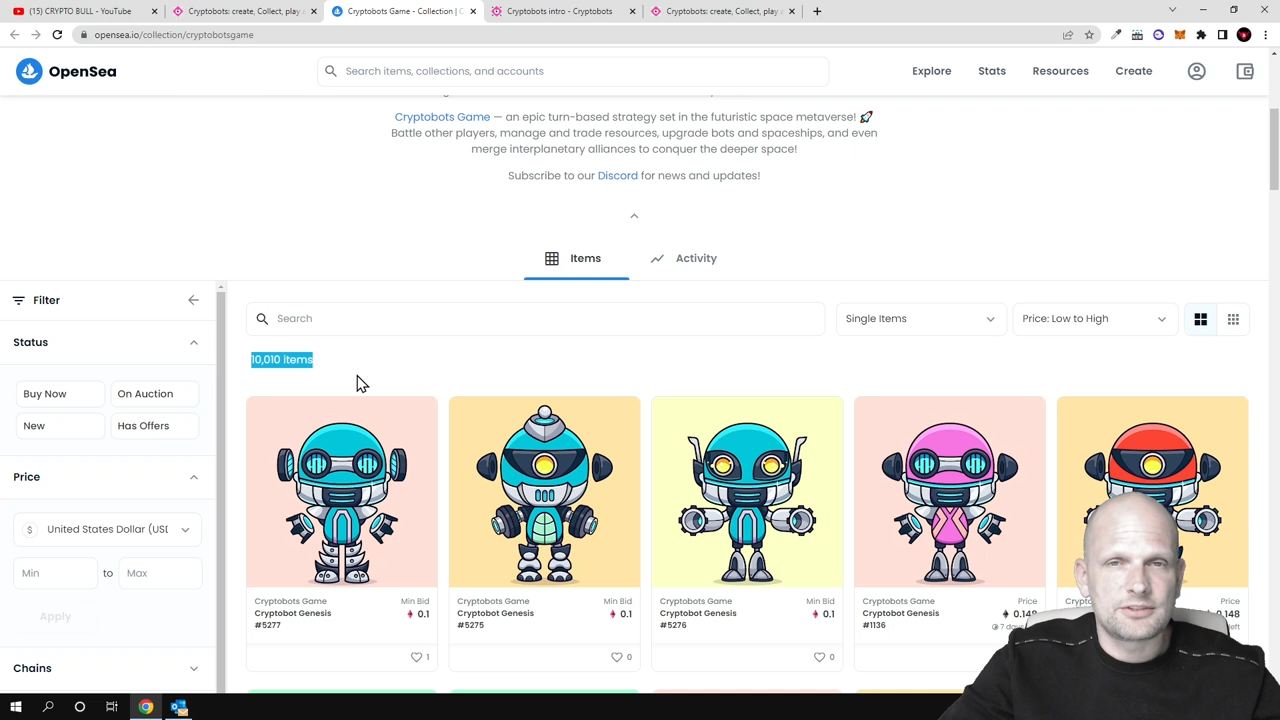 (15) CRYPTO BULL - YouTube
Cryptobots: create, Collect, play a
Cryptobots Game - Collection | O
Cryptobots intro - Cryptobots
Cryptobots: create, Collect, play a
opensea.io/collection/cryptobotsgame
OpenSea
Search items, collections, and accounts
Explore
Stats
Resources
Create
Cryptobots Game — an epic turn-based strategy set in the futuristic space metaverse! 🚀
Battle other players, manage and trade resources, upgrade bots and spaceships, and even
merge interplanetary alliances to conquer the deeper space!
Subscribe to our Discord for news and updates!
Items
Activity
Filter
Search
Single Items
Price: Low to High
Status
10,010 items
Buy Now
On Auction
New
Has Offers
Price
$ United States Dollar (USD
Min
to
Max
Apply
Chains
Cryptobots Game
Min Bid
Cryptobot Genesis
0.1
#5277
1
Cryptobots Game
Min Bid
Cryptobot Genesis
0.1
#5275
0
Cryptobots Game
Min Bid
Cryptobot Genesis
0.1
#5276
0
Cryptobots Game
Price
Cryptobot Genesis
0.148
#1136
7 days
Price
0.148
left